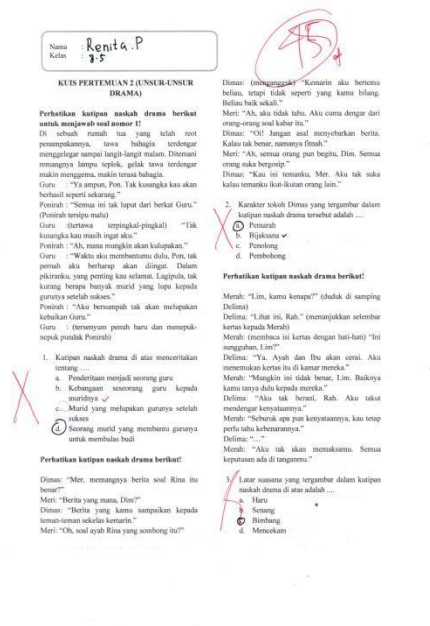 Nama : Renita.P
Kelas : 8-5
45
KUIS PERTEMUAN 2 (UNSUR-UNSUR
DRAMA)
Perhatikan kutipan naskah drama berikut
untuk menjawab soal nomor 1!
Di sebuah rumah tua yang telah reot
penampakannya, tawa bahagia terdengar
menggelegar sampai langit-langit malam. Ditemani
remangnya lampu teplok, gelak tawa terdengar
makin menggema, makin terasa bahagia.
Guru : "Ya ampun, Pon. Tak kusangka kau akan
berhasil seperti sekarang."
Ponirah : "Semua ini tak luput dari berkat Guru."
(Ponirah tersipu malu)
Guru :(tertawa terpingkal-pingkal) "Tak
kusangka kau masih ingat aku."
Ponirah : "Ah, mana mungkin akan kulupakan."
Guru : "Waktu aku membantumu dulu, Pon, tak
pernah aku berharap akan diingat. Dalam
pikiranku, yang penting kau selamat. Lagipula, tak
kurang berapa banyak murid yang lupa kepada
gurunya setelah sukses."
Ponirah : "Aku bersumpah tak akan melupakan
kebaikan Guru."
Guru : (tersenyum penuh haru dan menepuk-
nepuk pundak Ponirah)
1. Kutipan naskah drama di atas menceritakan
tentang ....
a. Penderitaan menjadi seorang guru
b. Kebanggaan seseorang guru kepada
muridnya
c. Murid yang melupakan gurunya setelah
sukses
d. Seorang murid yang membantu gurunya
untuk membalas budi
Perhatikan kutipan naskah drama berikut!
Dimas: "Mer, memangnya berita soal Rina itu
benar?"
Meri: "Berita yang mana, Dim?"
Dimas: "Berita yang kamu sampaikan kepada
teman-teman sekelas kemarin."
Meri: "Oh, soal ayah Rina yang sombong itu?"
Dimas: (mengangguk) "Kemarin aku bertemu
beliau, tetapi tidak seperti yang kamu bilang.
Beliau baik sekali."
Meri: "Ah, aku tidak tahu. Aku cuma dengar dari
orang-orang soal kabar itu."
Dimas: "Oi! Jangan asal menyebarkan berita.
Kalau tak benar, namanya fitnah."
Meri: "Ah, semua orang pun begitu, Dim. Semua
orang suka bergosip."
Dimas: "Kau ini temanku, Mer. Aku tak suka
kalau temanku ikut-ikutan orang lain."
2. Karakter tokoh Dimas yang tergambar dalam
kutipan naskah drama tersebut adalah ....
a. Pemarah
b. Bijaksana
c. Penolong
d. Pembohong
Perhatikan kutipan naskah drama berikut!
Merah: "Lim, kamu kenapa?" (duduk di samping
Delima)
Delima: "Lihat ini, Rah." (menunjukkan selembar
kertas kepada Merah)
Merah: (membaca isi kertas dengan hati-hati) "Ini
sungguhan, Lim?"
Delima: "Ya. Ayah dan Ibu akan cerai. Aku
menemukan kertas itu di kamar mereka."
Merah: "Mungkin ini tidak benar, Lim. Baiknya
kamu tanya dulu kepada mereka."
Delima: "Aku tak berani, Rah. Aku takut
mendengar kenyataannya."
Merah: "Seburuk apa pun kenyataannya, kau tetap
perlu tahu kebenarannya."
Delima: "..."
Merah: "Aku tak akan memaksamu. Semua
keputusan ada di tanganmu."
3. Latar suasana yang tergambar dalam kutipan
naskah drama di atas adalah ....
a. Haru
b. Senang
c. Bimbang
d. Mencekam